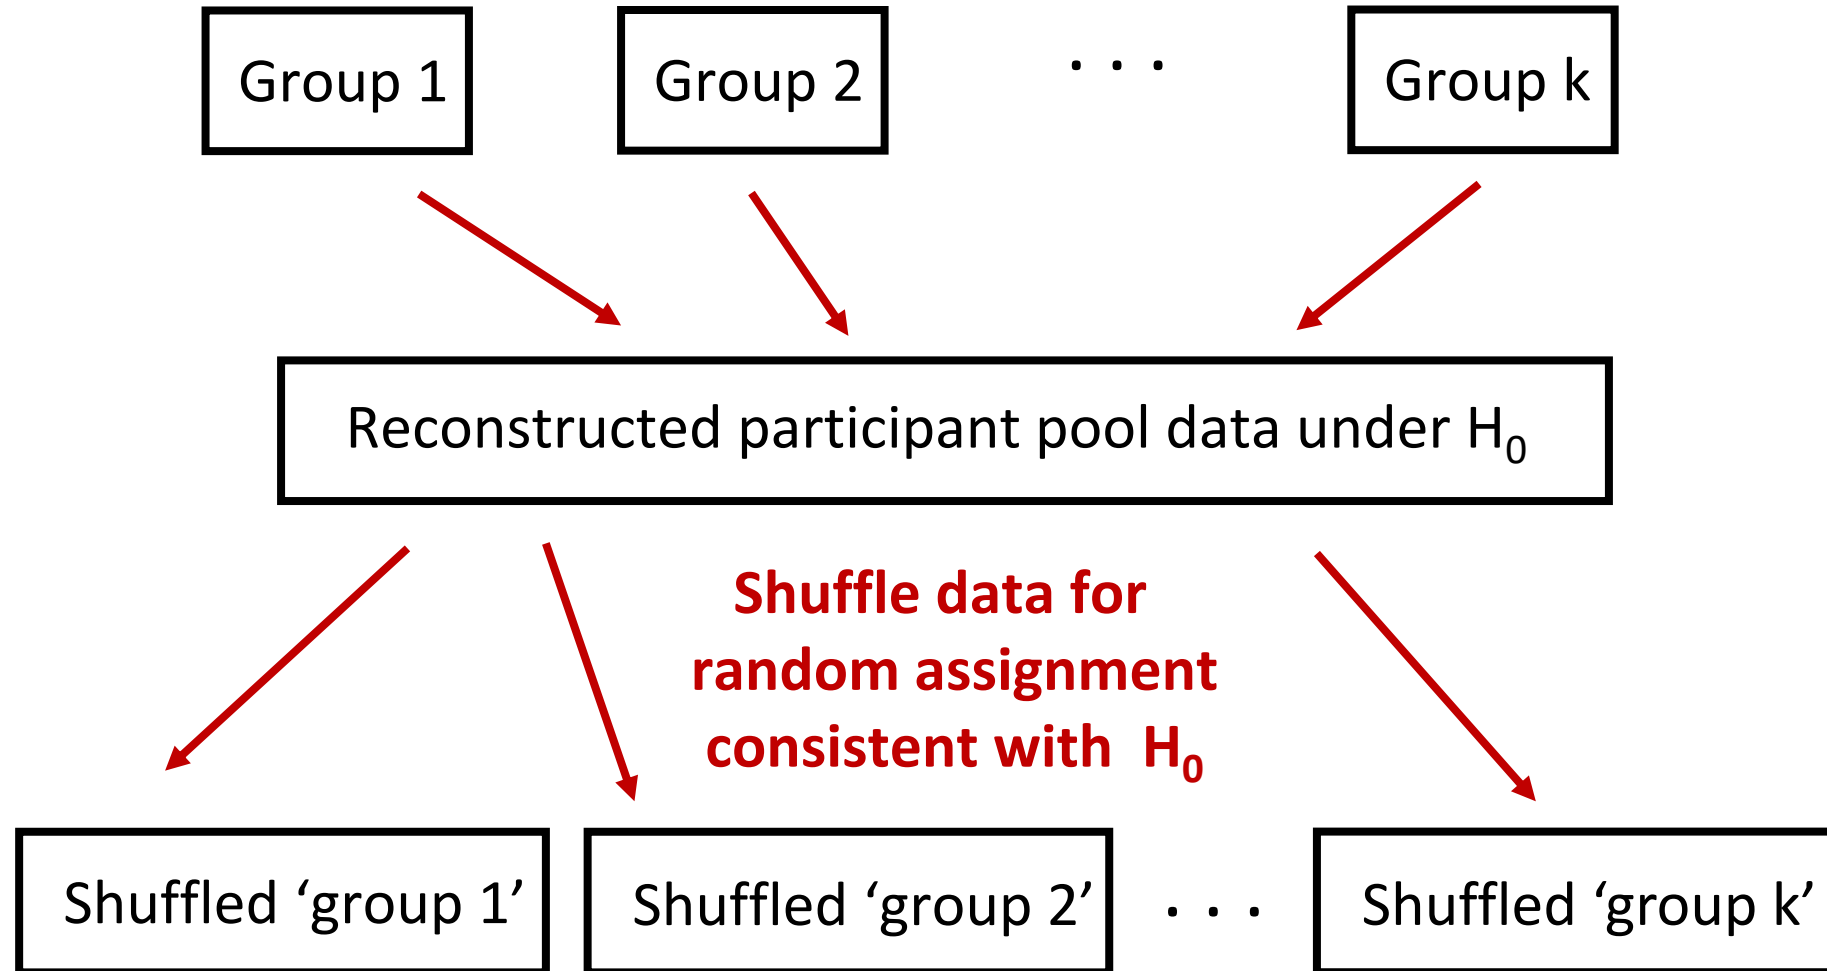 Group 1
Group 2
. . .
Group k
Reconstructed participant pool data under H₀
Shuffle data for
random assignment
consistent with H₀
Shuffled ‘group 1’
Shuffled ‘group 2’
. . .
Shuffled ‘group k’